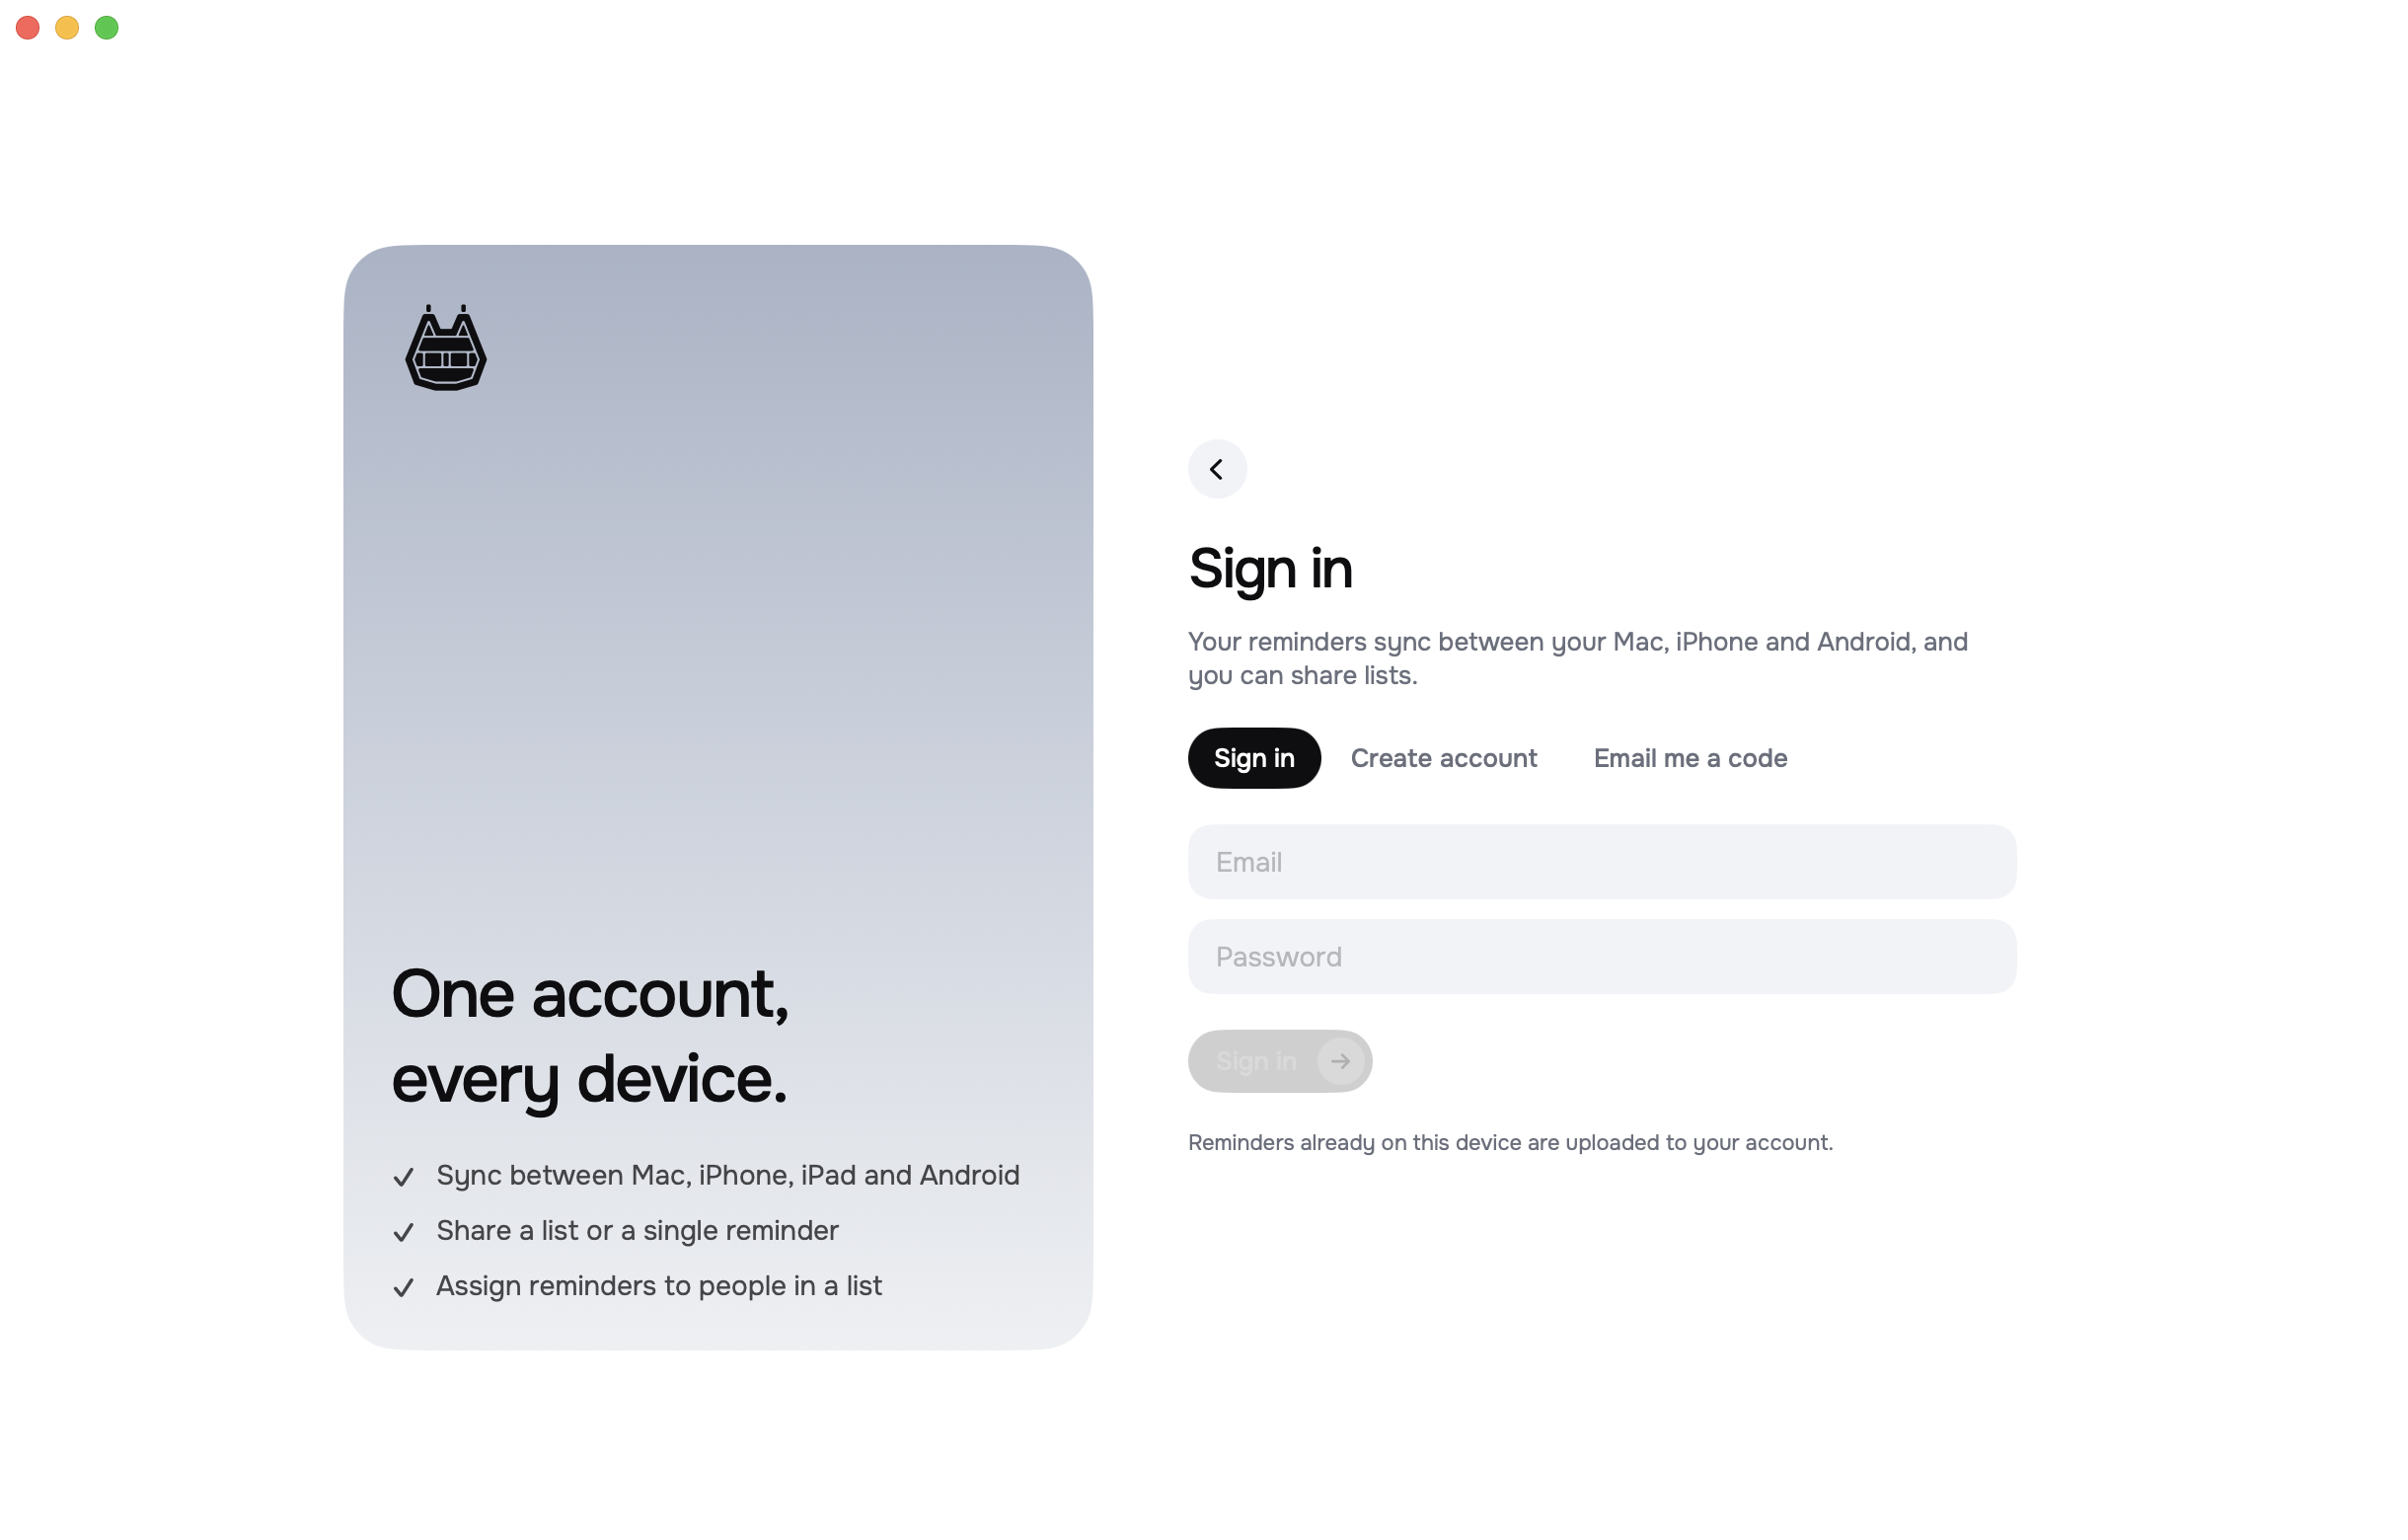 One account,
every device.
Sync between Mac, iPhone, iPad and Android
Share a list or a single reminder
Assign reminders to people in a list
Sign in
Your reminders sync between your Mac, iPhone and Android, and
you can share lists.
Sign in Create account Email me a code
Email
Password
Sign in
Reminders already on this device are uploaded to your account.